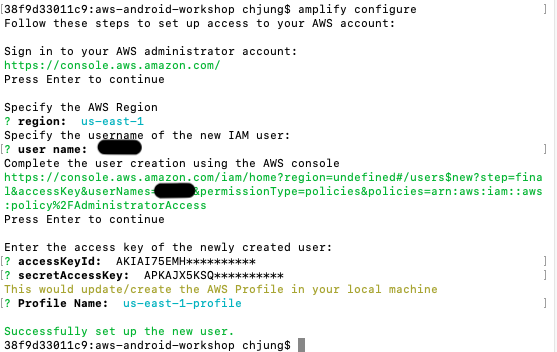 [38f9d33011c9:aws-android-workshop chjung$ amplify configure ]
Follow these steps to set up access to your AWS account:
Sign in to your AWS administrator account:
https://console.aws.amazon.com/
Press Enter to continue
Specify the AWS Region
? region:  us-east-1
Specify the username of the new IAM user:
[? user name: ]
Complete the user creation using the AWS console
https://console.aws.amazon.com/iam/home?region=undefined#/users$new?step=fina
l&accessKey&userNames=&permissionType=policies&policies=arn:aws:iam::aws
:policy%2FAdministratorAccess
Press Enter to continue
Enter the access key of the newly created user:
[? accessKeyId:  AKIAI75EMH********** ]
[? secretAccessKey:  APKAJX5KSQ********** ]
This would update/create the AWS Profile in your local machine
[? Profile Name:  us-east-1-profile ]
Successfully set up the new user.
38f9d33011c9:aws-android-workshop chjung$